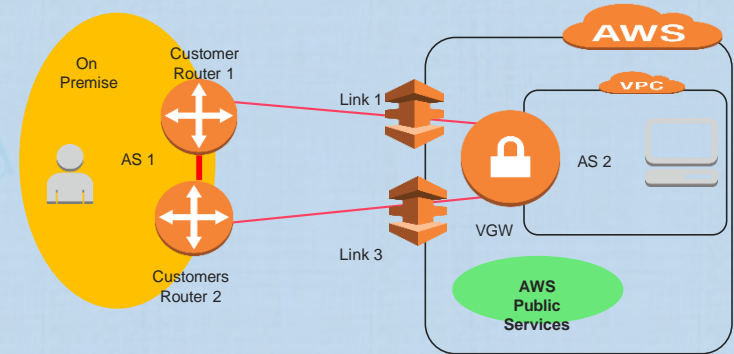 AWS
Customer
Router 1
On
Premise
VPC
Link 1
AS 1
AS 2
VGW
Link 3
Customers
Router 2
AWS
Public
Services